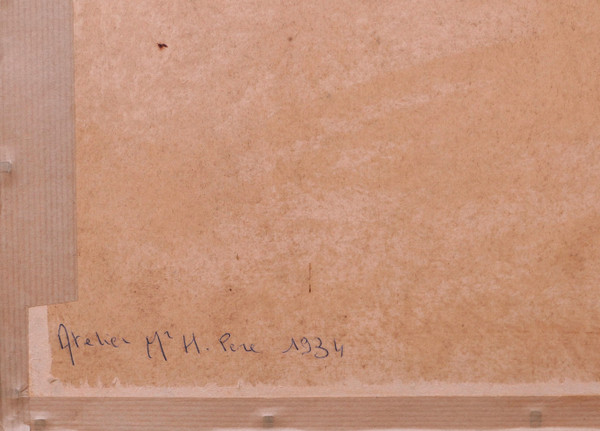 Atelier Mr H. Pere 1934